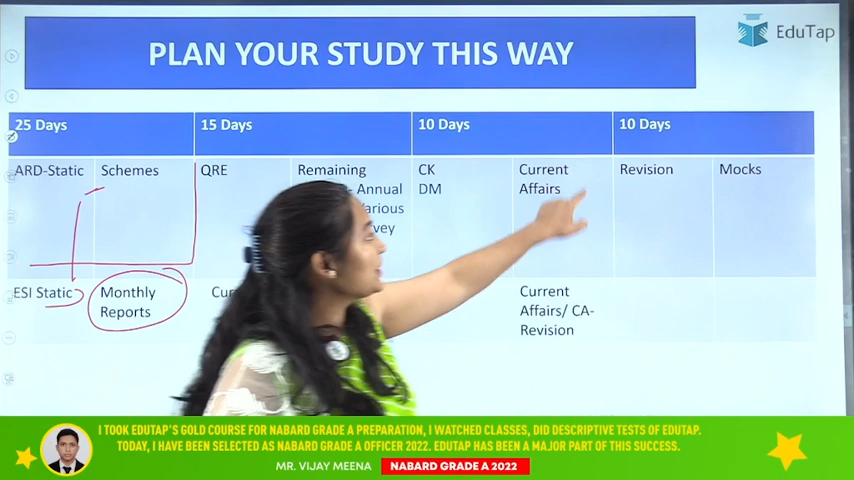 PLAN YOUR STUDY THIS WAY
EduTap
25 Days
15 Days
10 Days
10 Days
ARD-Static
Schemes
QRE
Remaining
- Annual
CK
DM
Current
Affairs
Revision
Mocks
ESI Static
Monthly
Reports
Current
Affairs/ CA-
Revision
I TOOK EDUTAP'S GOLD COURSE FOR NABARD GRADE A PREPARATION, I WATCHED CLASSES, DID DESCRIPTIVE TESTS OF EDUTAP.
TODAY, I HAVE BEEN SELECTED AS NABARD GRADE A OFFICER 2022. EDUTAP HAS BEEN A MAJOR PART OF THIS SUCCESS.
MR. VIJAY MEENA
NABARD GRADE A 2022